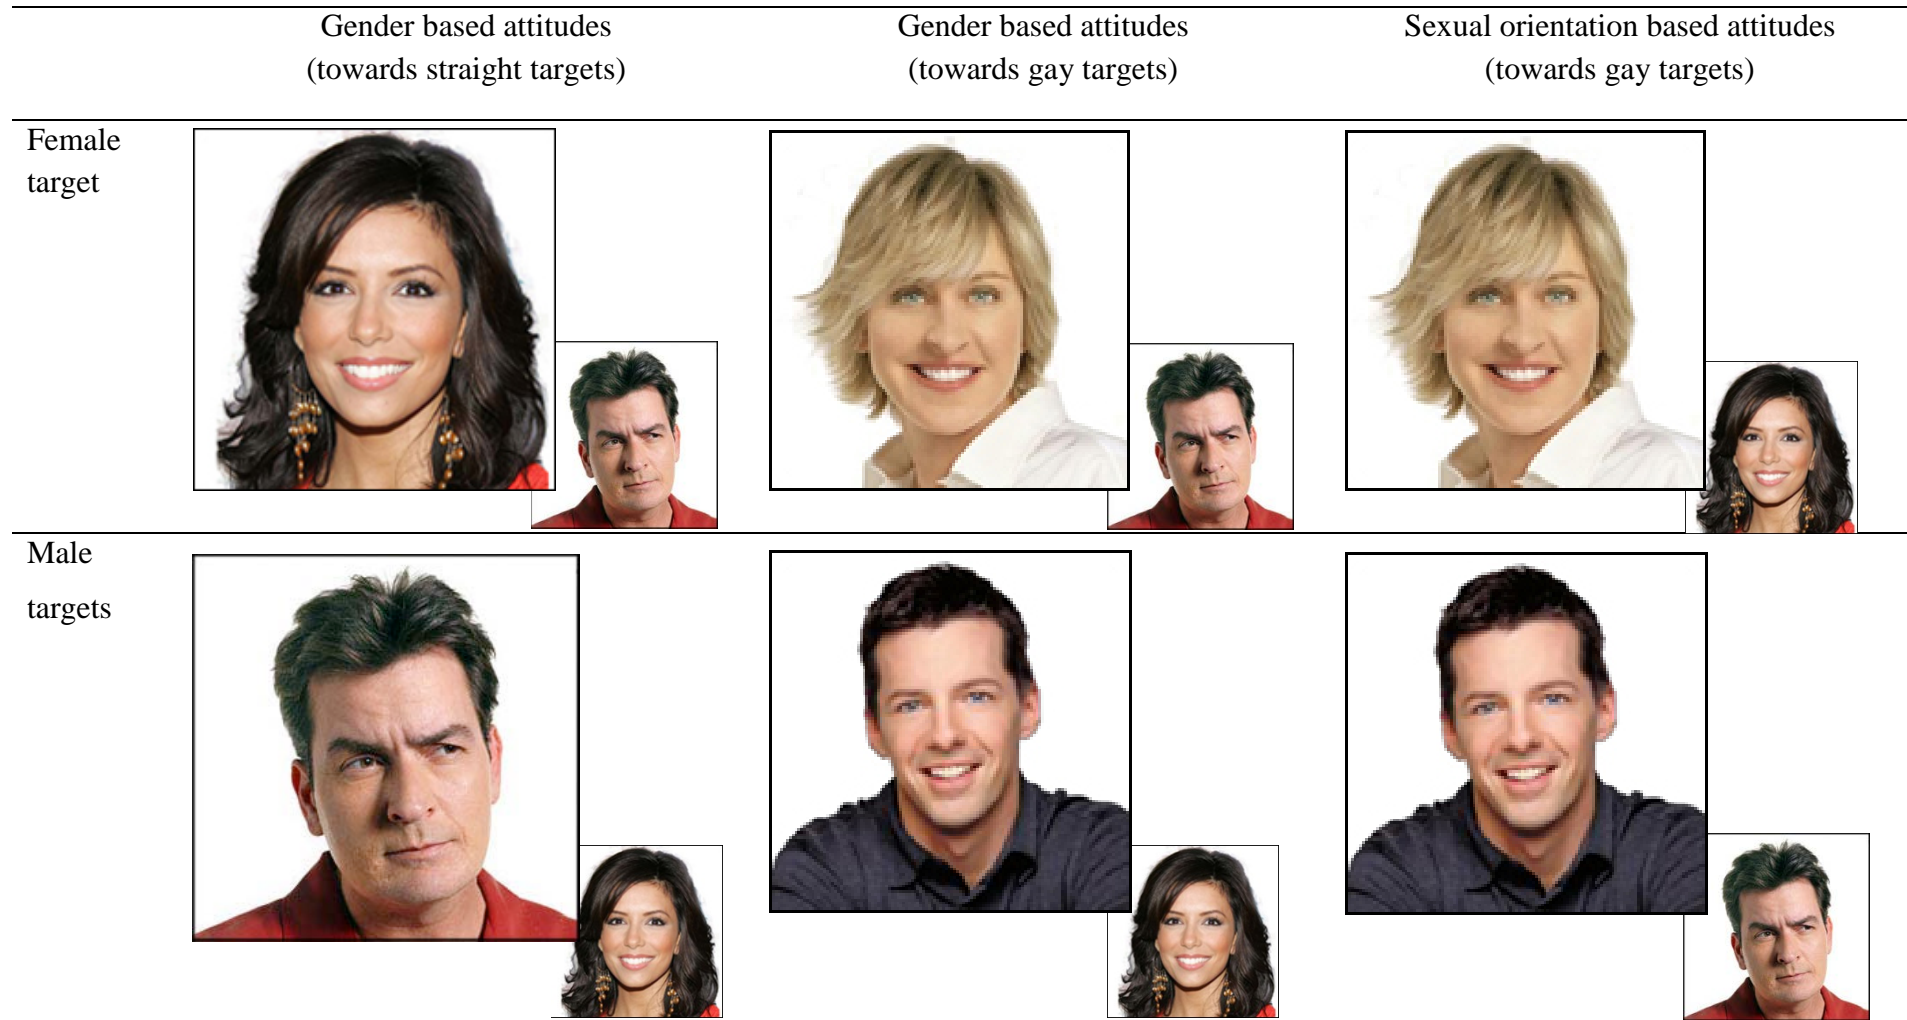 Gender based attitudes
(towards straight targets)
Gender based attitudes
(towards gay targets)
Sexual orientation based attitudes
(towards gay targets)
Female
target
Male
targets